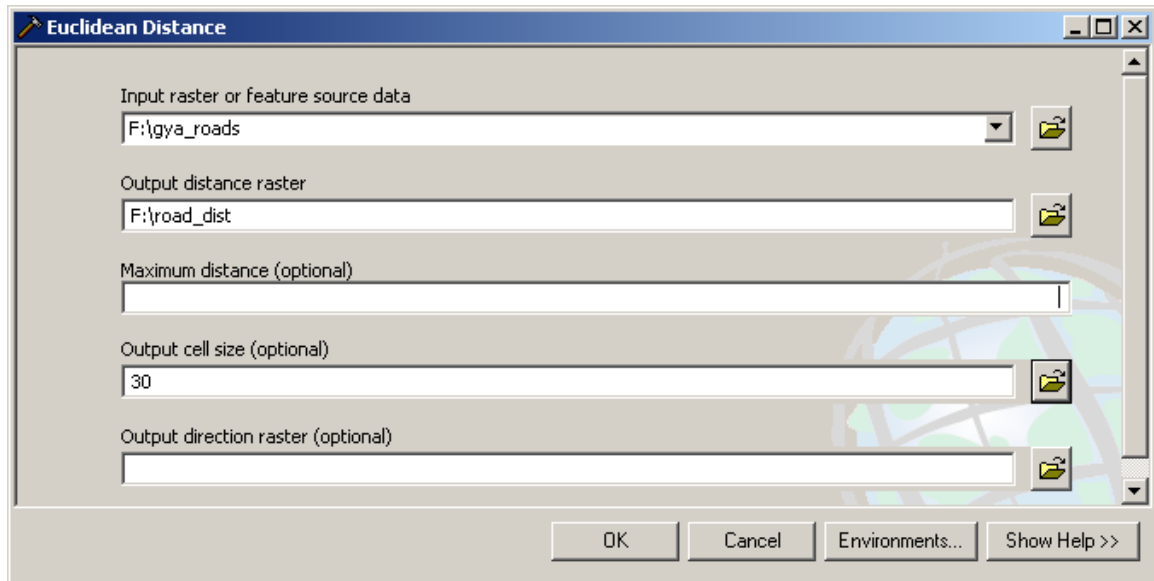 Euclidean Distance
Input raster or feature source data
F:\gya_roads
Output distance raster
F:\road_dist
Maximum distance (optional)
Output cell size (optional)
30
Output direction raster (optional)
OK Cancel Environments... Show Help >>